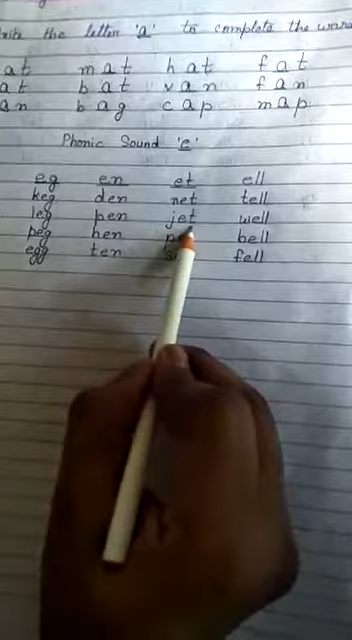 the letter 'a' to complete the
at mat hat fat
at bat van fan
an bag cap map
Phonic Sound 'e'
eg en et ell
keg den net tell
leg pen jet well
peg hen bell
egg ten fell